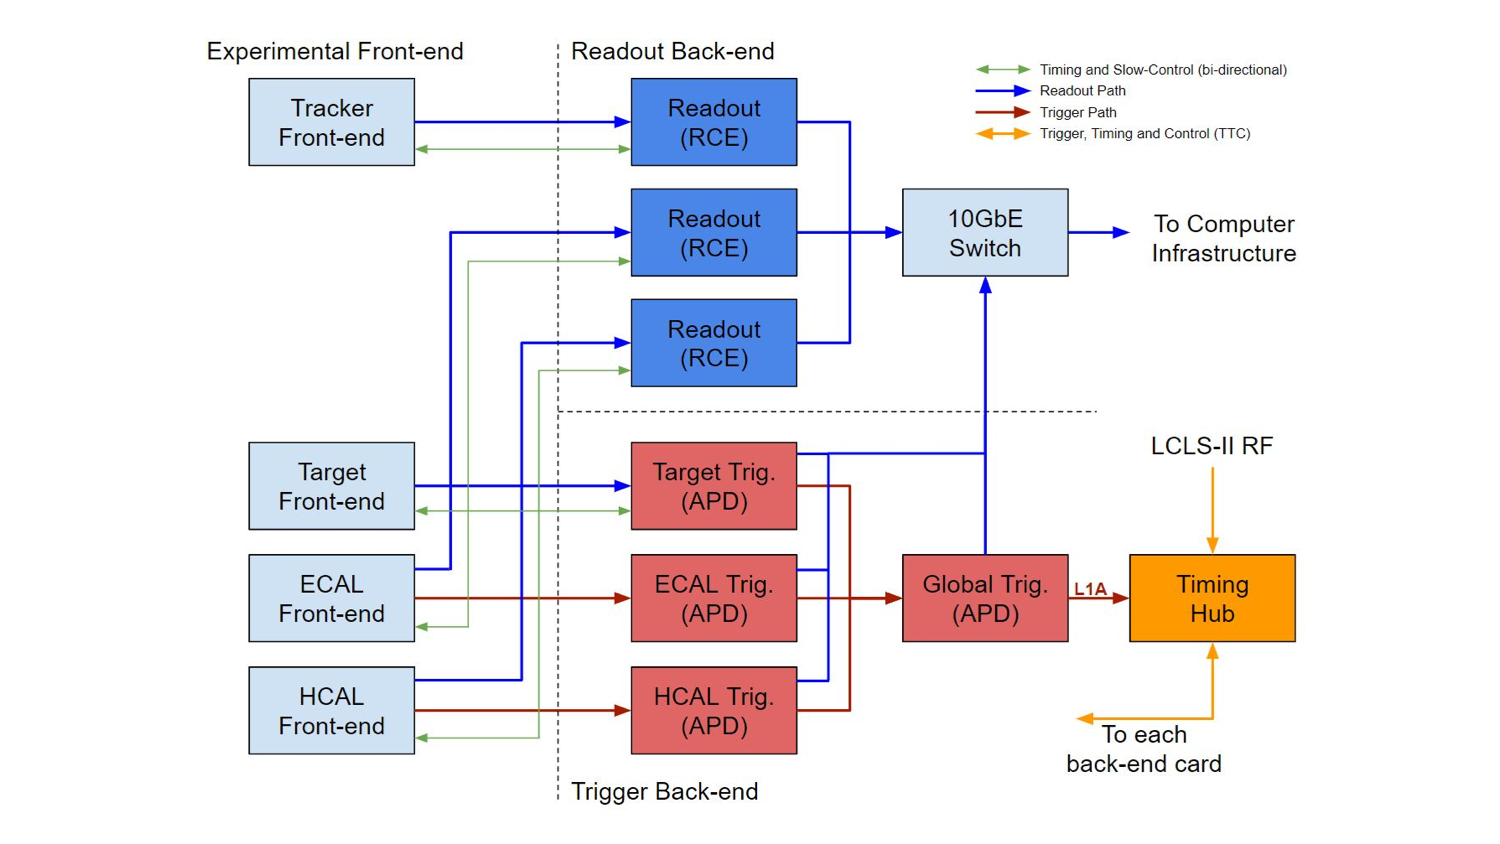 Experimental Front-end
Readout Back-end
Timing and Slow-Control (bi-directional)
Readout Path
Trigger Path
Trigger, Timing and Control (TTC)
Tracker
Front-end
Readout
(RCE)
Readout
(RCE)
10GbE
Switch
To Computer
Infrastructure
Readout
(RCE)
Target
Front-end
Target Trig.
(APD)
LCLS-II RF
ECAL
Front-end
ECAL Trig.
(APD)
Global Trig.
(APD)
L1A
Timing
Hub
HCAL
Front-end
HCAL Trig.
(APD)
To each
back-end card
Trigger Back-end